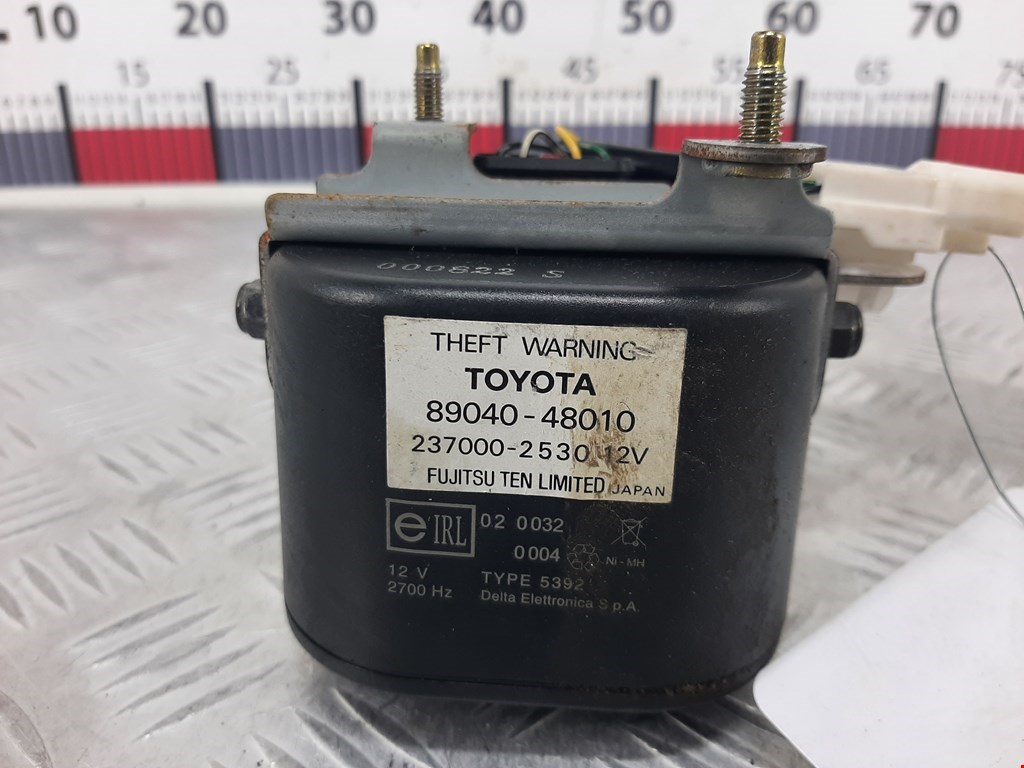 10 20 30 40 50 60 70
15 25 45 55 65 75
000822 S
THEFT WARNING
TOYOTA
89040-48010
237000-2530 12V
FUJITSU TEN LIMITED JAPAN
e IRL 02 0032
0004
Ni-MH
12 V TYPE 5392
2700 Hz Delta Elettronica S.p.A.